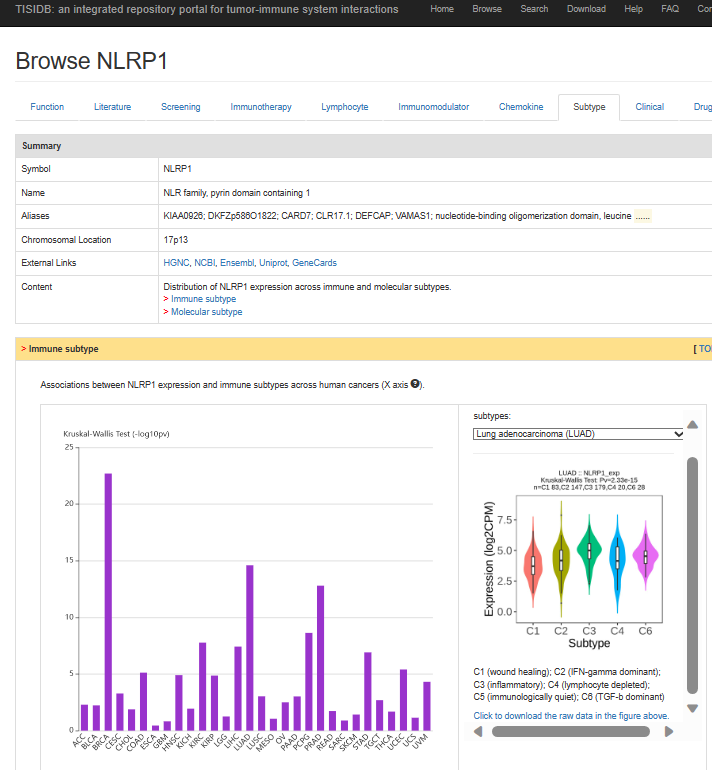 TISIDB: an integrated repository portal for tumor-immune system interactions Home Browse Search Download Help FAQ
Browse NLRP1
Function Literature Screening Immunotherapy Lymphocyte Immunomodulator Chemokine Subtype Clinical Drug
Summary
Symbol NLRP1
Name NLR family, pyrin domain containing 1
Aliases KIAA0926; DKFZp586O1822; CARD7; CLR17.1; DEFCAP; VAMAS1; nucleotide-binding oligomerization domain, leucine ......
Chromosomal Location 17p13
External Links HGNC, NCBI, Ensembl, Uniprot, GeneCards
Content Distribution of NLRP1 expression across immune and molecular subtypes.
> Immune subtype
> Molecular subtype
> Immune subtype [ TO
Associations between NLRP1 expression and immune subtypes across human cancers (X axis ?).
Kruskal-Wallis Test (-log10pv)
25
20
15
10
5
0
ACC BLCA BRCA CESC CHOL COAD ESCA GBM HNSC KICH KIRC KIRP LGG LIHC LUAD LUSC MESO OV PAAD PCPG PRAD READ SARC SKCM STAD TGCT THCA UCEC UCS UVM
subtypes:
Lung adenocarcinoma (LUAD)
LUAD :: NLRP1_exp
Kruskal-Wallis Test: Pv=2.33e-15
n=C1 83,C2 147,C3 179,C4 20,C6 28
Expression (log2CPM)
7.5
5.0
2.5
0.0
C1 C2 C3 C4 C6
Subtype
C1 (wound healing); C2 (IFN-gamma dominant);
C3 (inflammatory); C4 (lymphocyte depleted);
C5 (immunologically quiet); C6 (TGF-b dominant)
Click to download the raw data in the figure above.